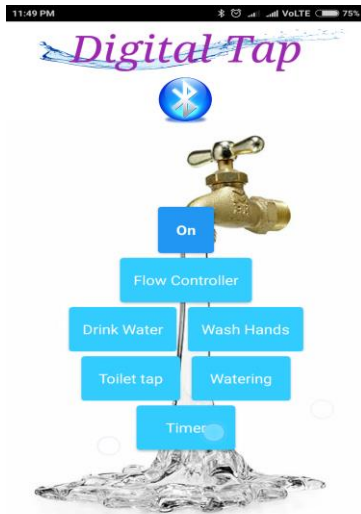 11:49 PM VoLTE 75%
Digital Tap
On
Flow Controller
Drink Water Wash Hands
Toilet tap Watering
Timer